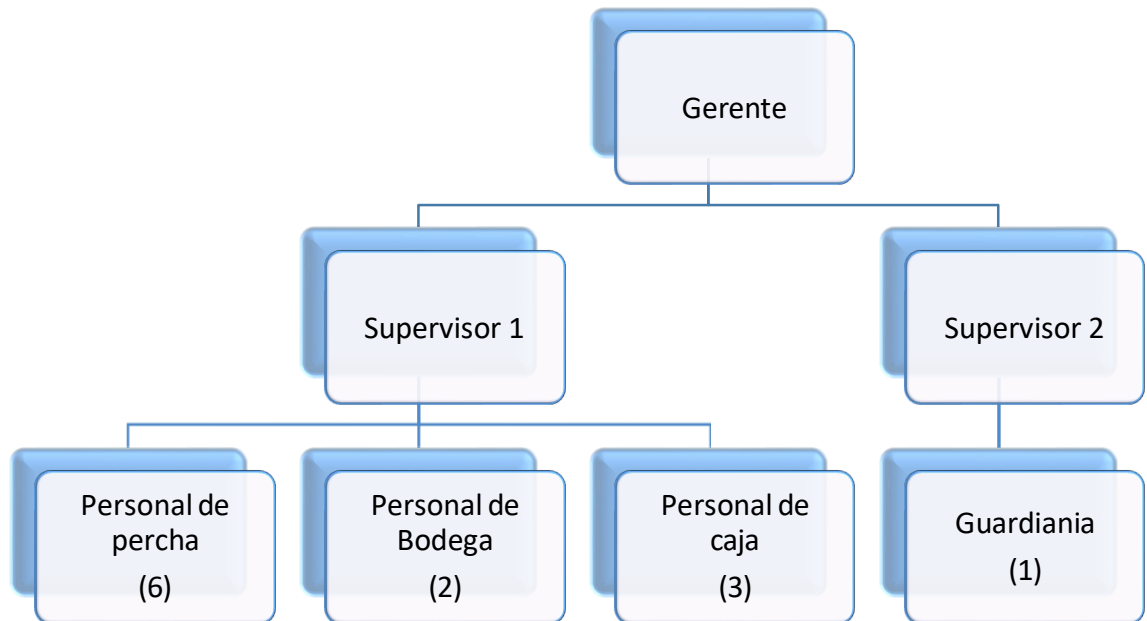 Gerente
Supervisor 1
Supervisor 2
Personal de
percha
(6)
Personal de
Bodega
(2)
Personal de
caja
(3)
Guardiania
(1)